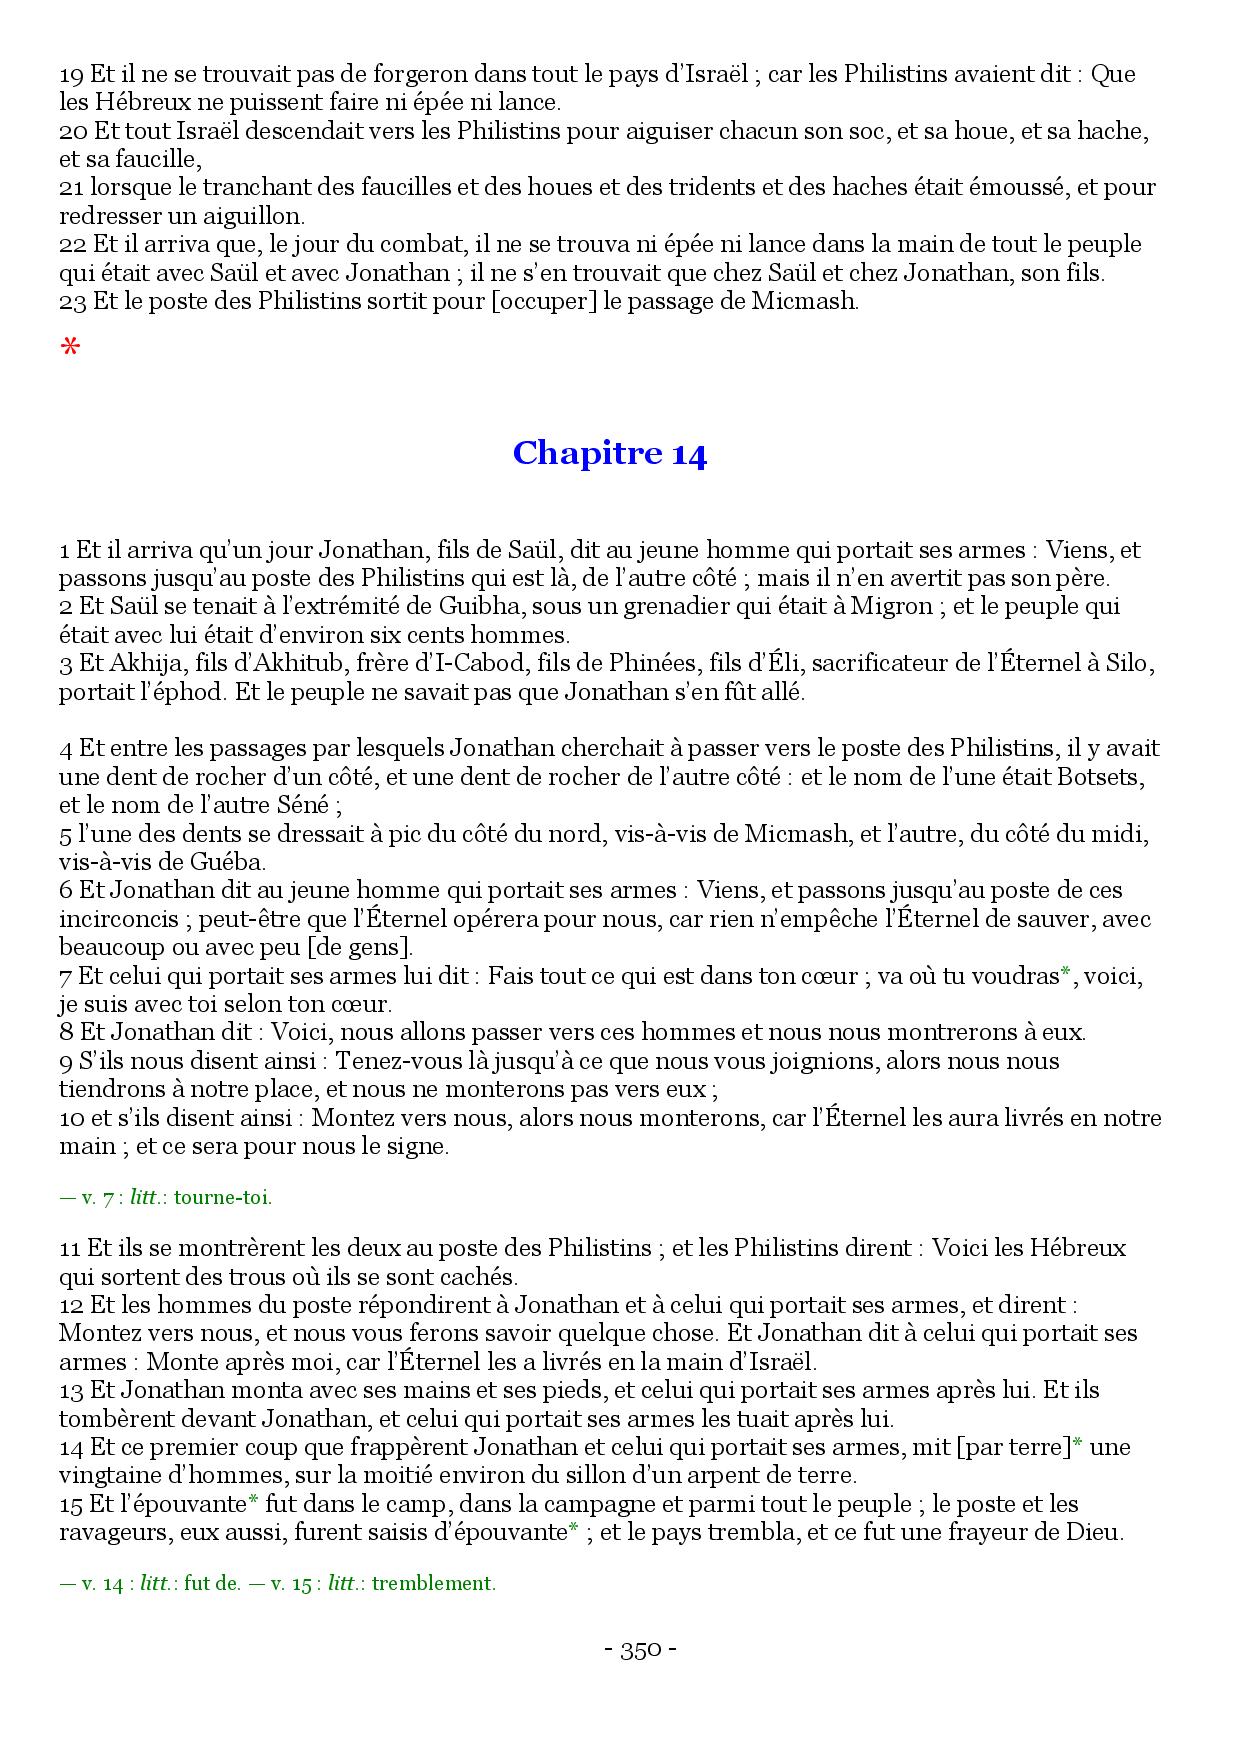 19 Et il ne se trouvait pas de forgeron dans tout le pays d’Israël ; car les Philistins avaient dit : Que
les Hébreux ne puissent faire ni épée ni lance.
20 Et tout Israël descendait vers les Philistins pour aiguiser chacun son soc, et sa houe, et sa hache,
et sa faucille,
21 lorsque le tranchant des faucilles et des houes et des tridents et des haches était émoussé, et pour
redresser un aiguillon.
22 Et il arriva que, le jour du combat, il ne se trouva ni épée ni lance dans la main de tout le peuple
qui était avec Saül et avec Jonathan ; il ne s’en trouvait que chez Saül et chez Jonathan, son fils.
23 Et le poste des Philistins sortit pour [occuper] le passage de Micmash.
*
Chapitre 14
1 Et il arriva qu’un jour Jonathan, fils de Saül, dit au jeune homme qui portait ses armes : Viens, et
passons jusqu’au poste des Philistins qui est là, de l’autre côté ; mais il n’en avertit pas son père.
2 Et Saül se tenait à l’extrémité de Guibha, sous un grenadier qui était à Migron ; et le peuple qui
était avec lui était d’environ six cents hommes.
3 Et Akhija, fils d’Akhitub, frère d’I-Cabod, fils de Phinées, fils d’Éli, sacrificateur de l’Éternel à Silo,
portait l’éphod. Et le peuple ne savait pas que Jonathan s’en fût allé.
4 Et entre les passages par lesquels Jonathan cherchait à passer vers le poste des Philistins, il y avait
une dent de rocher d’un côté, et une dent de rocher de l’autre côté : et le nom de l’une était Botsets,
et le nom de l’autre Séné ;
5 l’une des dents se dressait à pic du côté du nord, vis-à-vis de Micmash, et l’autre, du côté du midi,
vis-à-vis de Guéba.
6 Et Jonathan dit au jeune homme qui portait ses armes : Viens, et passons jusqu’au poste de ces
incirconcis ; peut-être que l’Éternel opérera pour nous, car rien n’empêche l’Éternel de sauver, avec
beaucoup ou avec peu [de gens].
7 Et celui qui portait ses armes lui dit : Fais tout ce qui est dans ton cœur ; va où tu voudras*, voici,
je suis avec toi selon ton cœur.
8 Et Jonathan dit : Voici, nous allons passer vers ces hommes et nous nous montrerons à eux.
9 S’ils nous disent ainsi : Tenez-vous là jusqu’à ce que nous vous joignions, alors nous nous
tiendrons à notre place, et nous ne monterons pas vers eux ;
10 et s’ils disent ainsi : Montez vers nous, alors nous monterons, car l’Éternel les aura livrés en notre
main ; et ce sera pour nous le signe.
— v. 7 : litt.: tourne-toi.
11 Et ils se montrèrent les deux au poste des Philistins ; et les Philistins dirent : Voici les Hébreux
qui sortent des trous où ils se sont cachés.
12 Et les hommes du poste répondirent à Jonathan et à celui qui portait ses armes, et dirent :
Montez vers nous, et nous vous ferons savoir quelque chose. Et Jonathan dit à celui qui portait ses
armes : Monte après moi, car l’Éternel les a livrés en la main d’Israël.
13 Et Jonathan monta avec ses mains et ses pieds, et celui qui portait ses armes après lui. Et ils
tombèrent devant Jonathan, et celui qui portait ses armes les tuait après lui.
14 Et ce premier coup que frappèrent Jonathan et celui qui portait ses armes, mit [par terre]* une
vingtaine d’hommes, sur la moitié environ du sillon d’un arpent de terre.
15 Et l’épouvante* fut dans le camp, dans la campagne et parmi tout le peuple ; le poste et les
ravageurs, eux aussi, furent saisis d’épouvante* ; et le pays trembla, et ce fut une frayeur de Dieu.
— v. 14 : litt.: fut de. — v. 15 : litt.: tremblement.
- 350 -